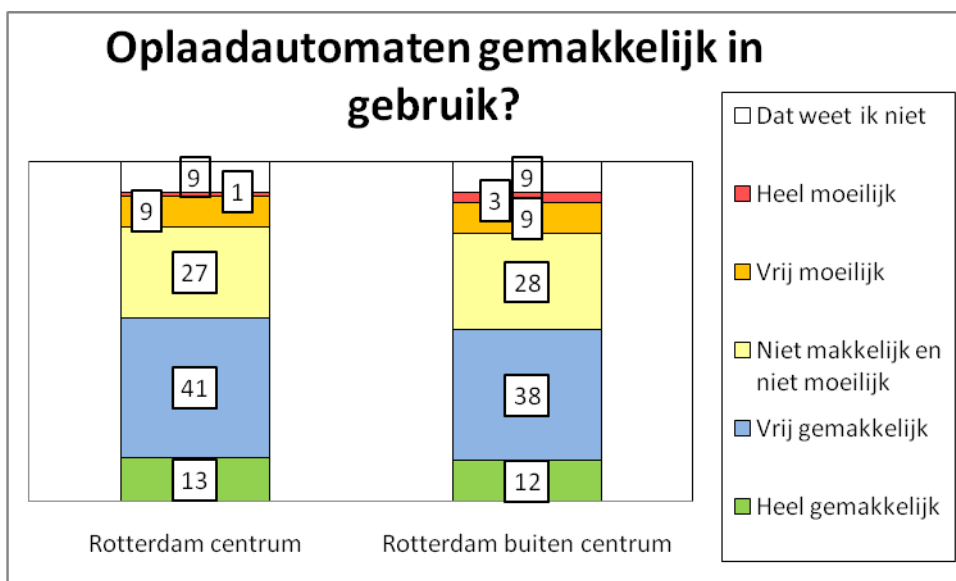 Oplaadautomaten gemakkelijk in
gebruik?
9
1
9
27
41
13
Rotterdam centrum
9
3
9
28
38
12
Rotterdam buiten centrum
Dat weet ik niet
Heel moeilijk
Vrij moeilijk
Niet makkelijk en
niet moeilijk
Vrij gemakkelijk
Heel gemakkelijk